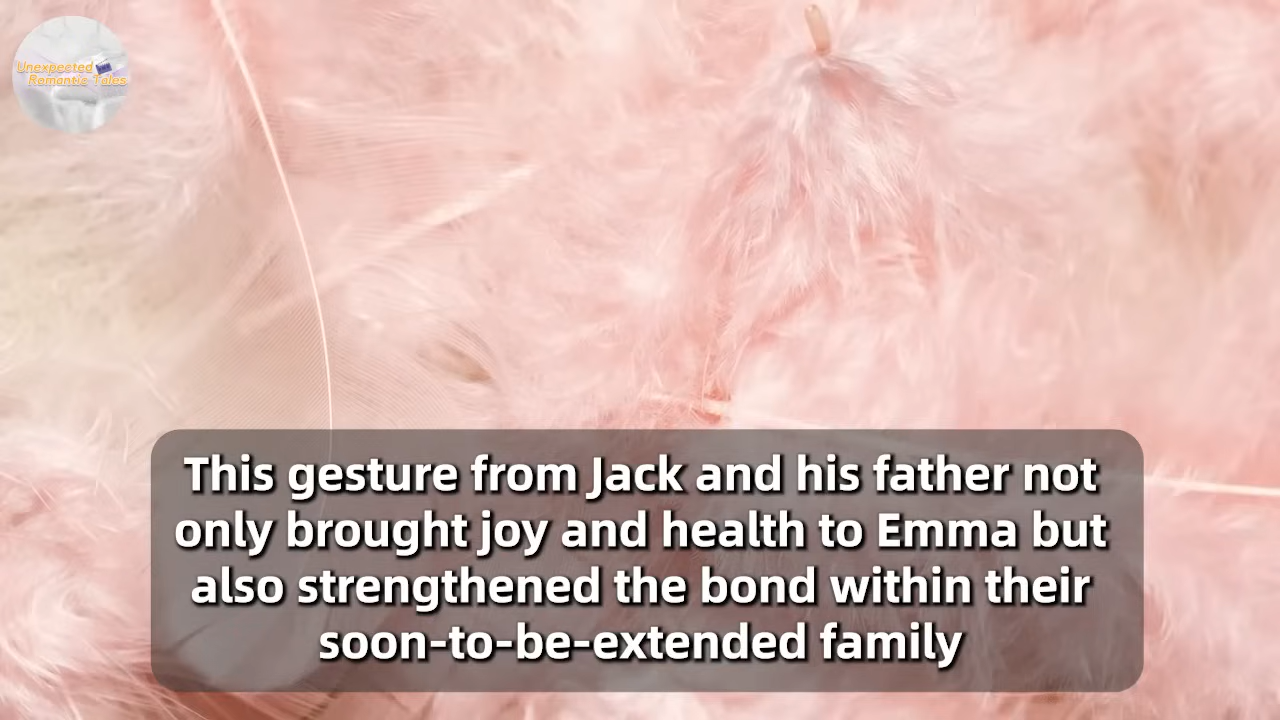 Unexpected
Romantic Tales
This gesture from Jack and his father not
only brought joy and health to Emma but
also strengthened the bond within their
soon-to-be-extended family